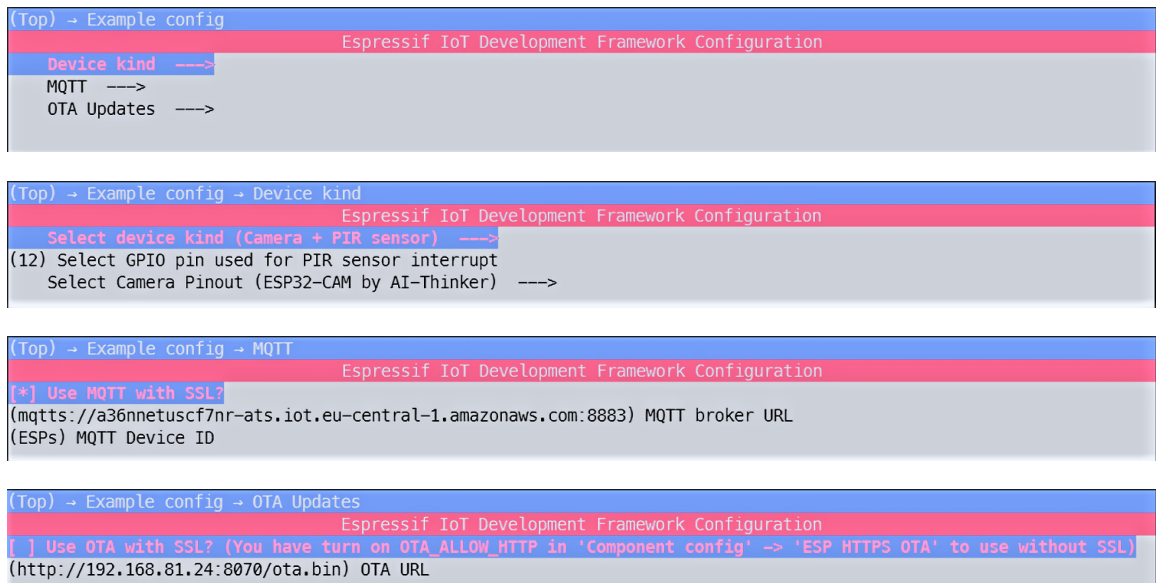 (Top) → Example config
Espressif IoT Development Framework Configuration
Device kind --->
MQTT --->
OTA Updates --->
(Top) → Example config → Device kind
Espressif IoT Development Framework Configuration
Select device kind (Camera + PIR sensor) --->
(12) Select GPIO pin used for PIR sensor interrupt
Select Camera Pinout (ESP32-CAM by AI-Thinker) --->
(Top) → Example config → MQTT
Espressif IoT Development Framework Configuration
[*] Use MQTT with SSL?
(mqtts://a36nnetuscf7nr-ats.iot.eu-central-1.amazonaws.com:8883) MQTT broker URL
(ESPs) MQTT Device ID
(Top) → Example config → OTA Updates
Espressif IoT Development Framework Configuration
[ ] Use OTA with SSL? (You have turn on OTA_ALLOW_HTTP in 'Component config' -> 'ESP HTTPS OTA' to use without SSL)
(http://192.168.81.24:8070/ota.bin) OTA URL